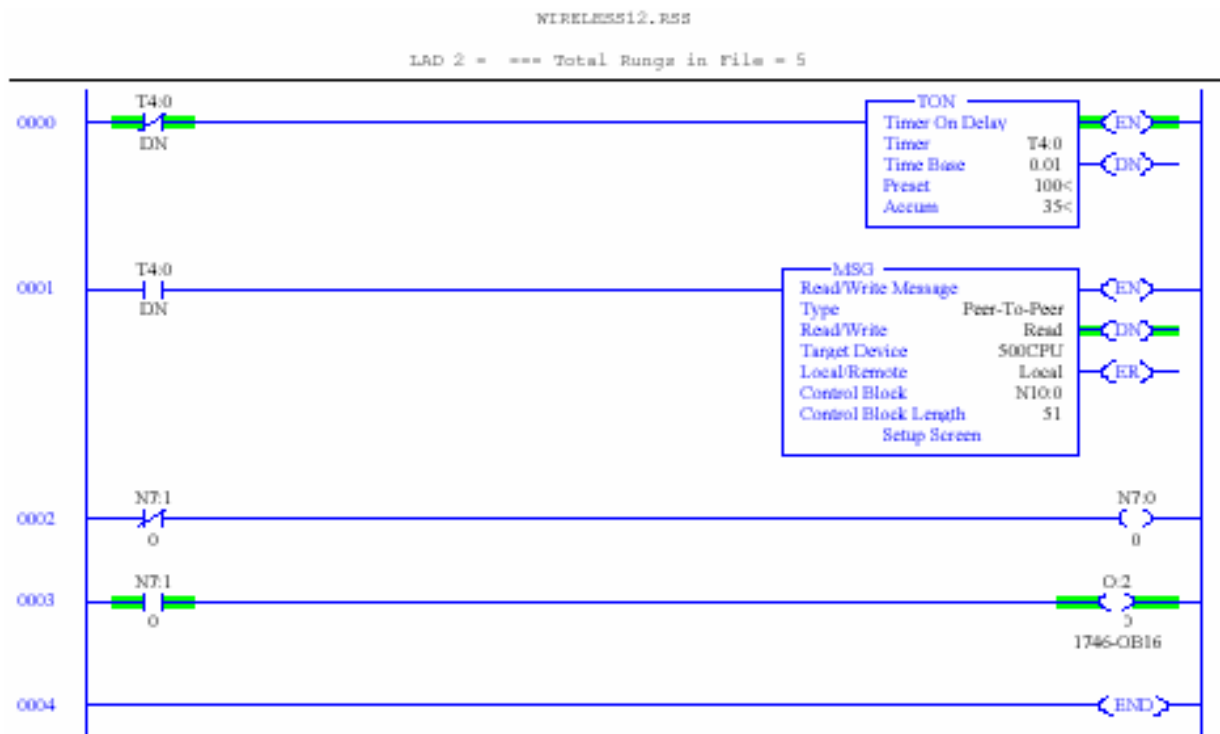 WIRELESS12.RSS
LAD 2 - --- Total Rungs in File = 5
0000
T4:0
DN
TON
Timer On Delay
Timer T4:0
Time Base 0.01
Preset 100<
Accum 35<
EN
DN
0001
T4:0
DN
MSG
Read/Write Message
Type Peer-To-Peer
Read/Write Read
Target Device 500CPU
Local/Remote Local
Control Block N10:0
Control Block Length 51
Setup Screen
EN
DN
ER
0002
N7:1
0
N7:0
0
0003
N7:1
0
O:2
0
1746-OB16
0004
END